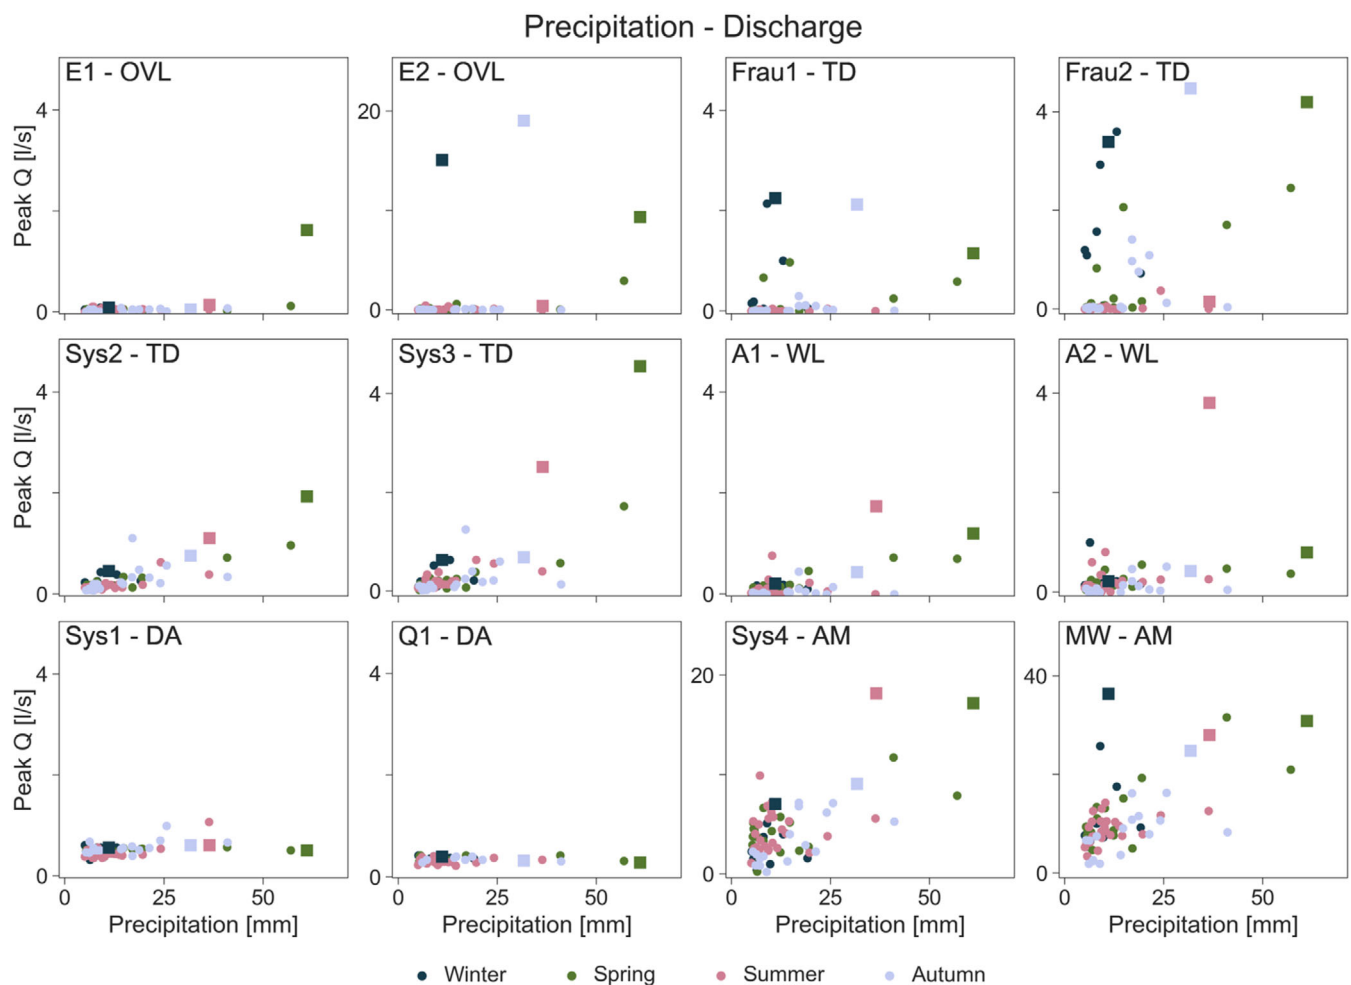 Precipitation - Discharge
E1 - OVL
E2 - OVL
Frau1 - TD
Frau2 - TD
Peak Q [l/s]
4
0
20
0
4
0
4
0
Sys2 - TD
Sys3 - TD
A1 - WL
A2 - WL
Peak Q [l/s]
4
0
4
0
4
0
4
0
Sys1 - DA
Q1 - DA
Sys4 - AM
MW - AM
Peak Q [l/s]
4
0
4
0
20
0
40
0
0 25 50
0 25 50
0 25 50
0 25 50
Precipitation [mm]
Precipitation [mm]
Precipitation [mm]
Precipitation [mm]
Winter
Spring
Summer
Autumn